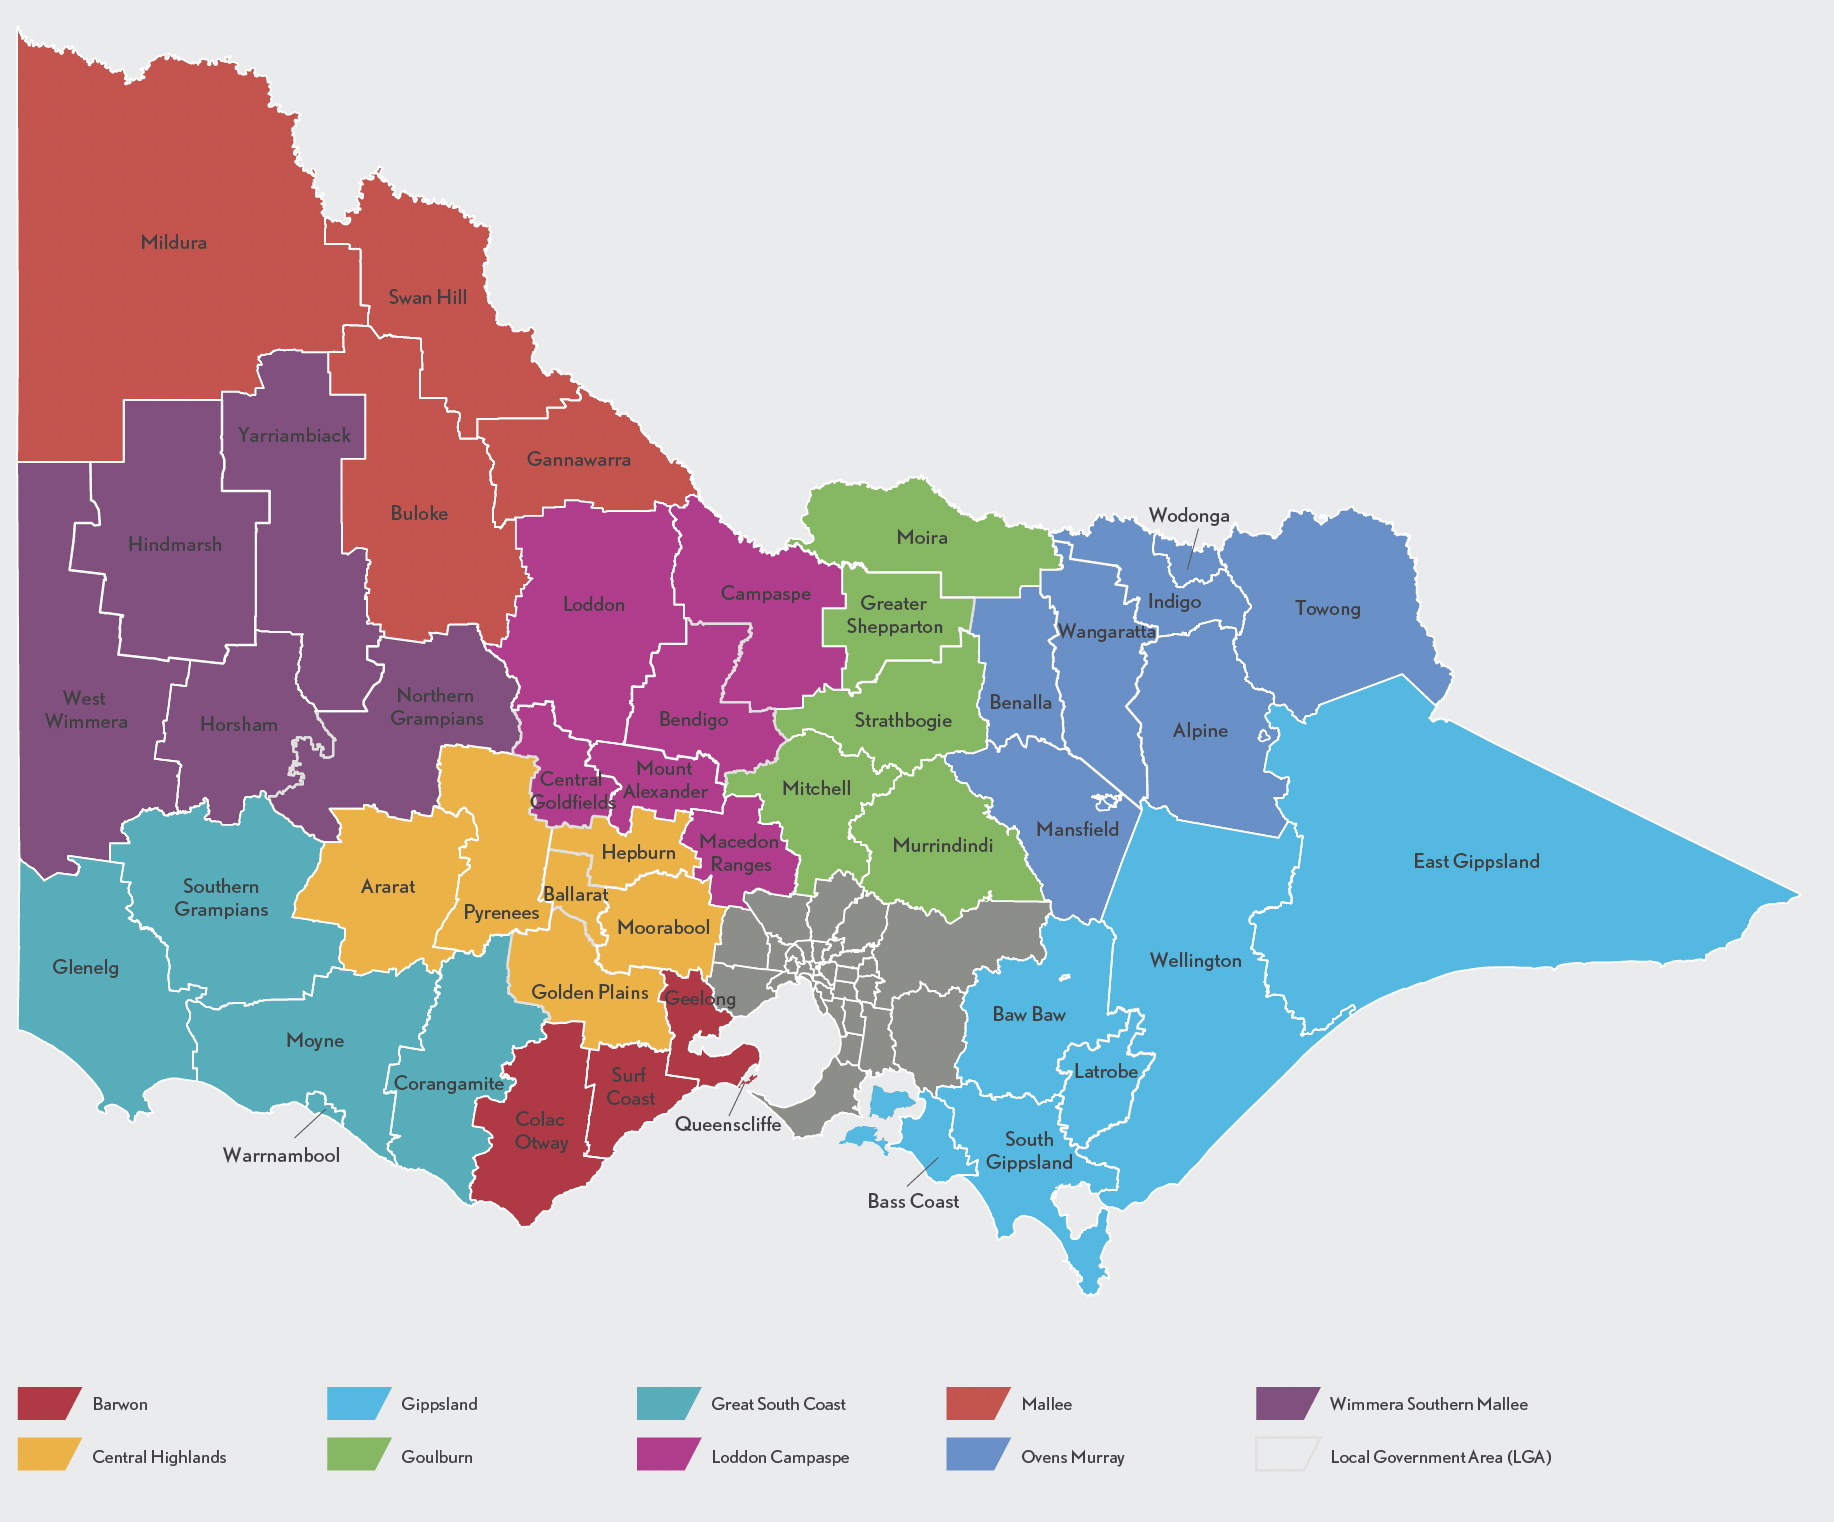 Mildura
Swan Hill
Yarriambiack
Gannawarra
Buloke
Hindmarsh
Wodonga
Moira
Campaspe
Loddon
Greater
Shepparton
Indigo
Towong
Wangaratta
West
Wimmera
Northern
Grampians
Horsham
Bendigo
Strathbogie
Benalla
Alpine
Central
Goldfields
Mount
Alexander
Mitchell
Mansfield
Macedon
Ranges
Murrindindi
Hepburn
East Gippsland
Southern
Grampians
Ararat
Ballarat
Pyrenees
Moorabool
Glenelg
Wellington
Golden Plains
Geelong
Baw Baw
Moyne
Corangamite
Surf
Coast
Latrobe
Colac
Otway
Queenscliffe
Warrnambool
South
Gippsland
Bass Coast
Barwon
Gippsland
Great South Coast
Mallee
Wimmera Southern Mallee
Central Highlands
Goulburn
Loddon Campaspe
Ovens Murray
Local Government Area (LGA)